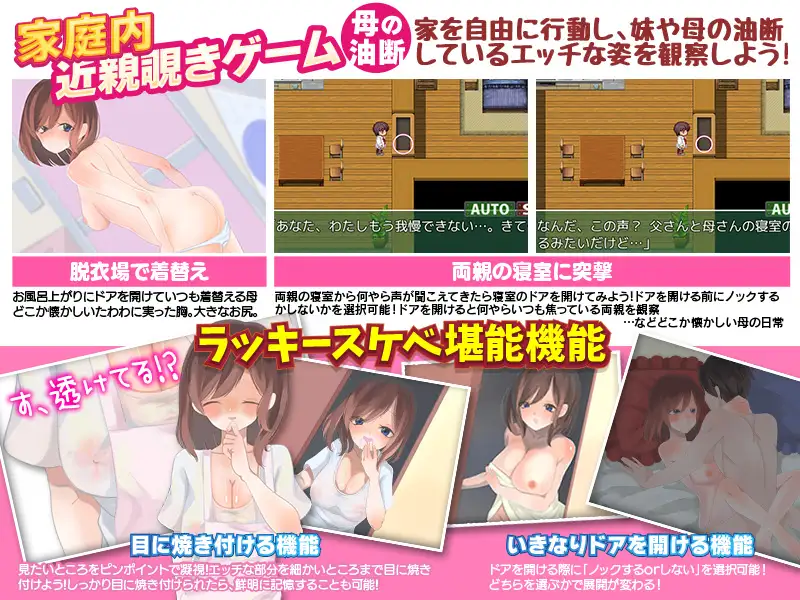 家庭内
近親覗きゲーム
母の
油断
家を自由に行動し、妹や母の油断
しているエッチな姿を観察しよう!
AUTO
あなた、わたしもう我慢できない…。きて
AU
なんだ、この声? 父さんと母さんの寝室の
るみたいだけど…」
脱衣場で着替え
お風呂上がりにドアを開けていつも着替える母
どこか懐かしいたわわに実った胸。大きなお尻。
両親の寝室に突撃
両親の寝室から何やら声が聞こえてきたら寝室のドアを開けてみよう!ドアを開ける前にノックする
かしないかを選択可能!ドアを開けると何やらいつも焦っている両親を観察
…などどこか懐かしい母の日常
ラッキースケベ堪能機能
す、透けてる!?
目に焼き付ける機能
見たいところをピンポイントで凝視!エッチな部分を細かいところまで目に焼き
付けよう!しっかり目に焼き付けられたら、鮮明に記憶することも可能!
いきなりドアを開ける機能
ドアを開ける際に「ノックするorしない」を選択可能!
どちらを選ぶかで展開が変わる!